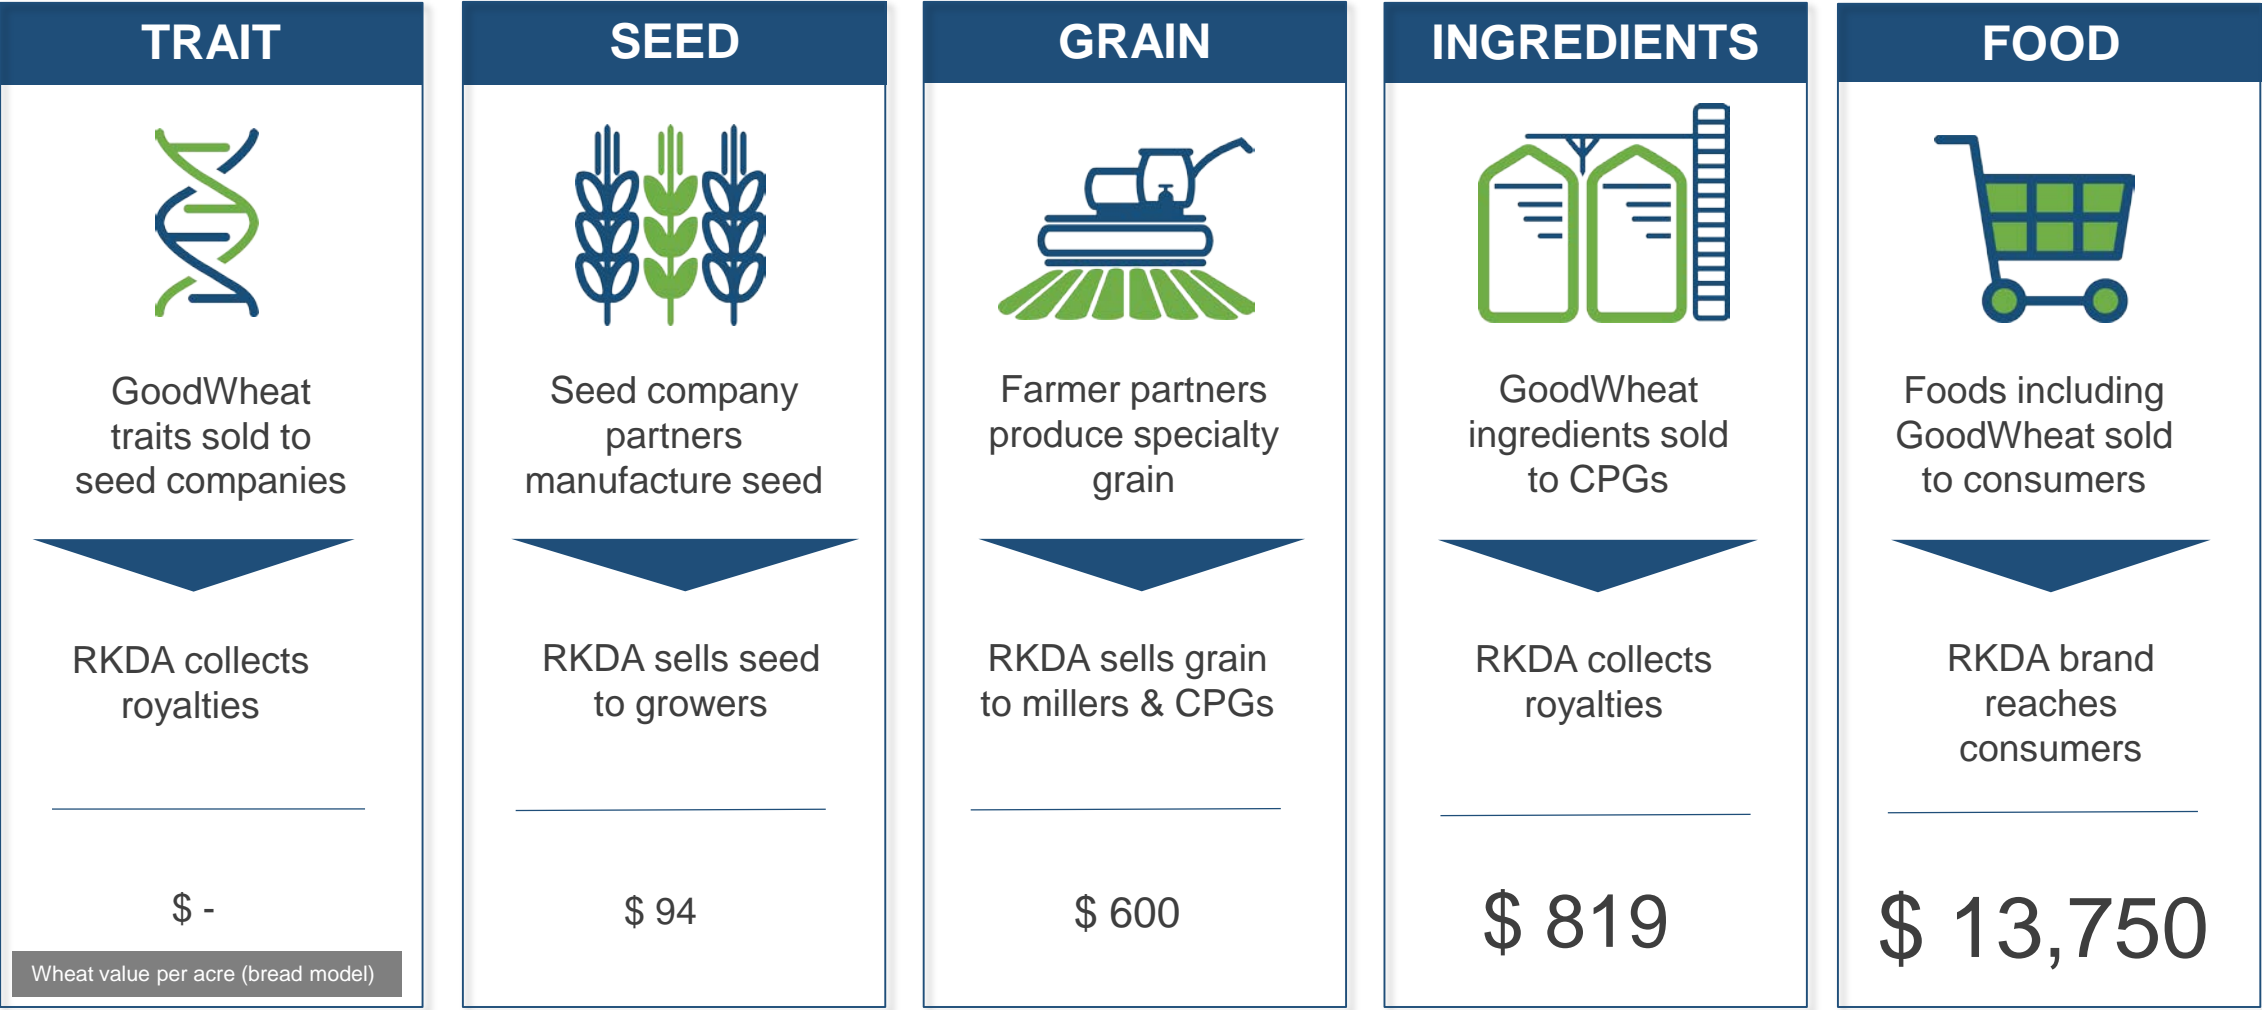 TRAIT
GoodWheat
traits sold to
seed companies
RKDA collects
royalties
$ -
Wheat value per acre (bread model)
SEED
Seed company
partners
manufacture seed
RKDA sells seed
to growers
$ 94
GRAIN
Farmer partners
produce specialty
grain
RKDA sells grain
to millers & CPGs
$ 600
INGREDIENTS
GoodWheat
ingredients sold
to CPGs
RKDA collects
royalties
$ 819
FOOD
Foods including
GoodWheat sold
to consumers
RKDA brand
reaches
consumers
$ 13,750